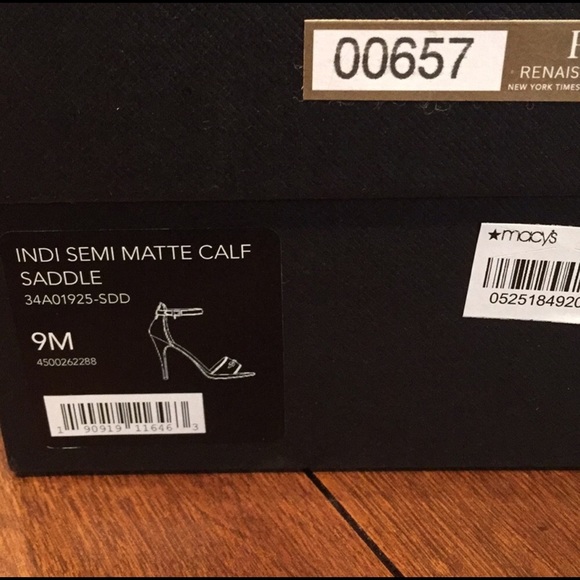 00657
RENAIS
NEW YORK TIMES
INDI SEMI MATTE CALF
SADDLE
34A01925-SDD
9M
4500262288
1 90919 11646 3
★macy's
0525184920